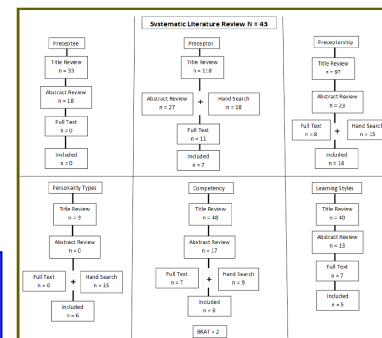 Systematic Literature Review N = 43
Preceptee
Title Review
n = 33
Abstract Review
n = 18
Full Text
n = 0
Included
n = 0
Preceptor
Title Review
n = 118
Abstract Review
n = 27
+
Hand Search
n = 18
Full Text
n = 11
Included
n = 7
Preceptorship
Title Review
n = 97
Abstract Review
n = 23
Full Text
n = 8
+
Hand Search
n = 15
Included
n = 14
Personality Types
Title Review
n = 9
Abstract Review
n = 0
Full Text
n = 0
+
Hand Search
n = 15
Included
n = 6
Competency
Title Review
n = 48
Abstract Review
n = 17
Full Text
n = 7
+
Hand Search
n = 9
Included
n = 8
BKAT = 2
Learning Styles
Title Review
n = 40
Abstract Review
n = 13
Full Text
n = 7
Included
n = 5